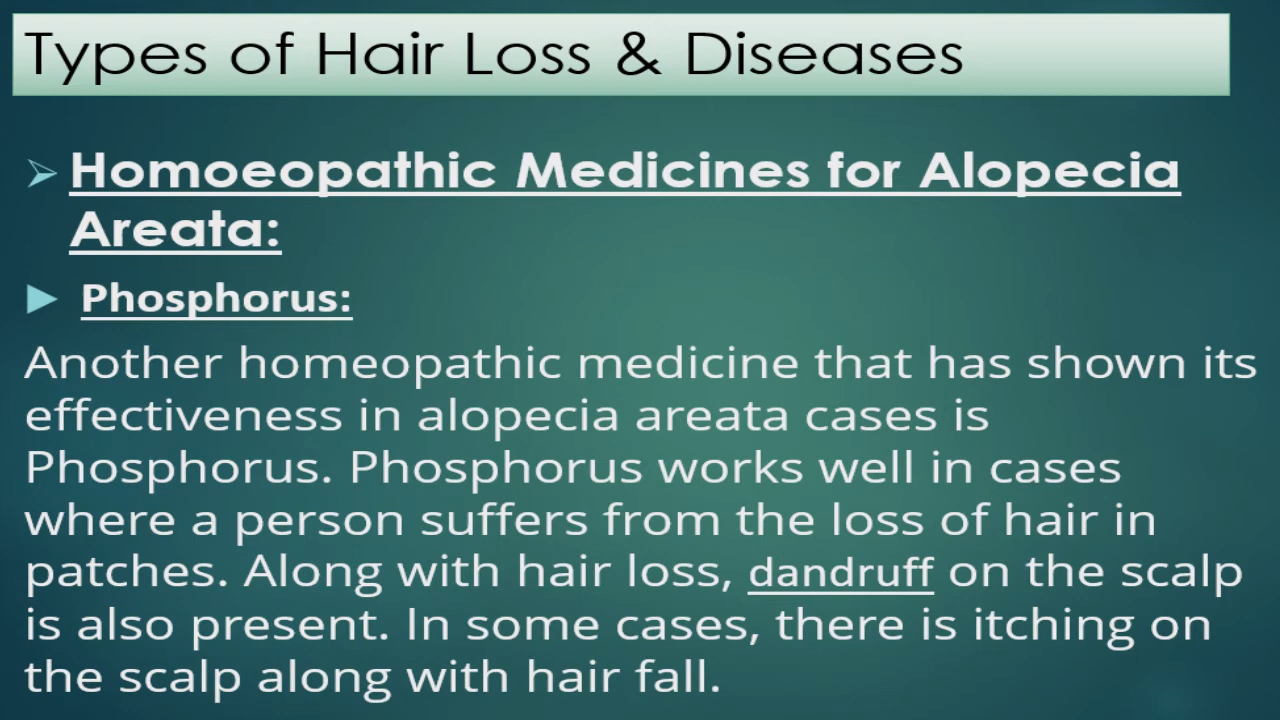 Types of Hair Loss & Diseases
Homoeopathic Medicines for Alopecia
Areata:
Phosphorus:
Another homeopathic medicine that has shown its
effectiveness in alopecia areata cases is
Phosphorus. Phosphorus works well in cases
where a person suffers from the loss of hair in
patches. Along with hair loss, dandruff on the scalp
is also present. In some cases, there is itching on
the scalp along with hair fall.